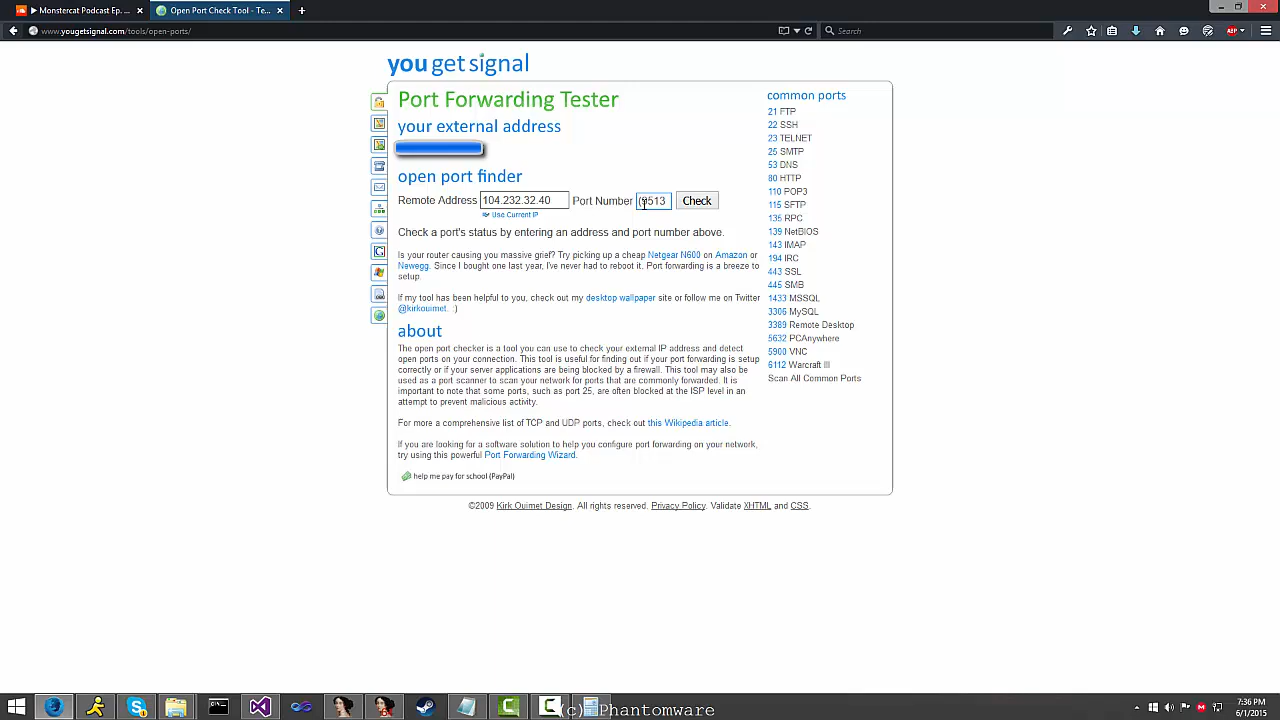 Monstercat Podcast Ep. ...
Open Port Check Tool - Te...
www.yougetsignal.com/tools/open-ports/
Search
ABP
you get signal
Port Forwarding Tester
your external address
open port finder
Remote Address 104.232.32.40 Port Number Check
Use Current IP
Check a port's status by entering an address and port number above.
Is your router causing you massive grief? Try picking up a cheap Netgear N600 on Amazon or
Newegg. Since I bought one last year, I've never had to reboot it. Port forwarding is a breeze to
setup.
If my tool has been helpful to you, check out my desktop wallpaper site or follow me on Twitter
@kirkouimet. :)
about
The open port checker is a tool you can use to check your external IP address and detect
open ports on your connection. This tool is useful for finding out if your port forwarding is setup
correctly or if your server applications are being blocked by a firewall. This tool may also be
used as a port scanner to scan your network for ports that are commonly forwarded. It is
important to note that some ports, such as port 25, are often blocked at the ISP level in an
attempt to prevent malicious activity.
For more a comprehensive list of TCP and UDP ports, check out this Wikipedia article.
If you are looking for a software solution to help you configure port forwarding on your network,
try using this powerful Port Forwarding Wizard.
help me pay for school (PayPal)
common ports
21 FTP
22 SSH
23 TELNET
25 SMTP
53 DNS
80 HTTP
110 POP3
115 SFTP
135 RPC
139 NetBIOS
143 IMAP
194 IRC
443 SSL
445 SMB
1433 MSSQL
3306 MySQL
3389 Remote Desktop
5632 PCAnywhere
5900 VNC
6112 Warcraft III
Scan All Common Ports
©2009 Kirk Ouimet Design. All rights reserved. Privacy Policy. Validate XHTML and CSS.
(c) Phantomware
7:36 PM
6/1/2015